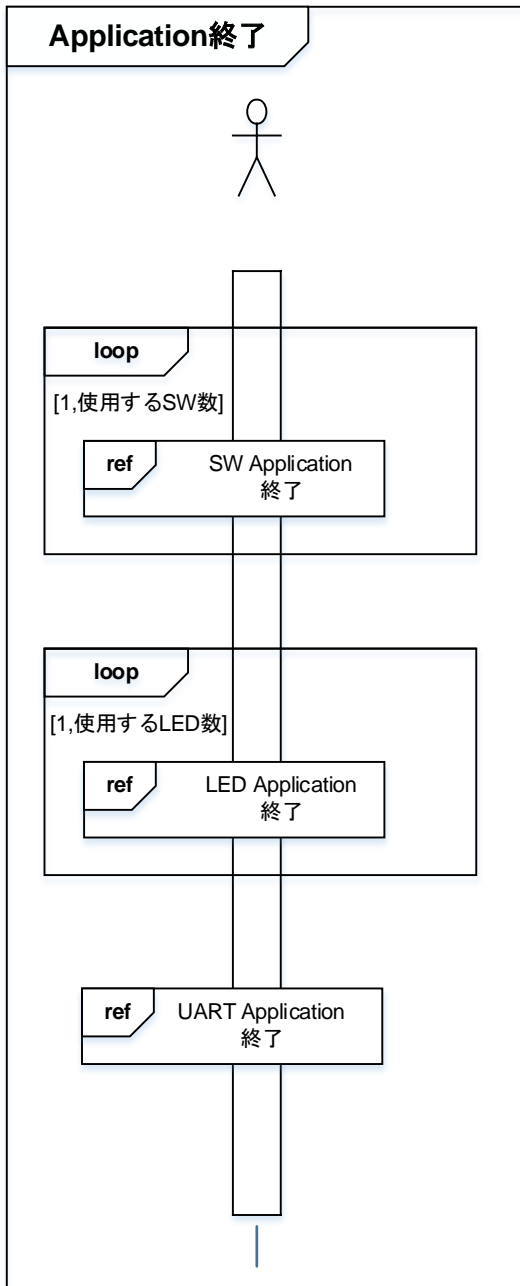 Application終了
loop
[1,使用するSW数]
ref
SW Application
終了
loop
[1,使用するLED数]
ref
LED Application
終了
ref
UART Application
終了